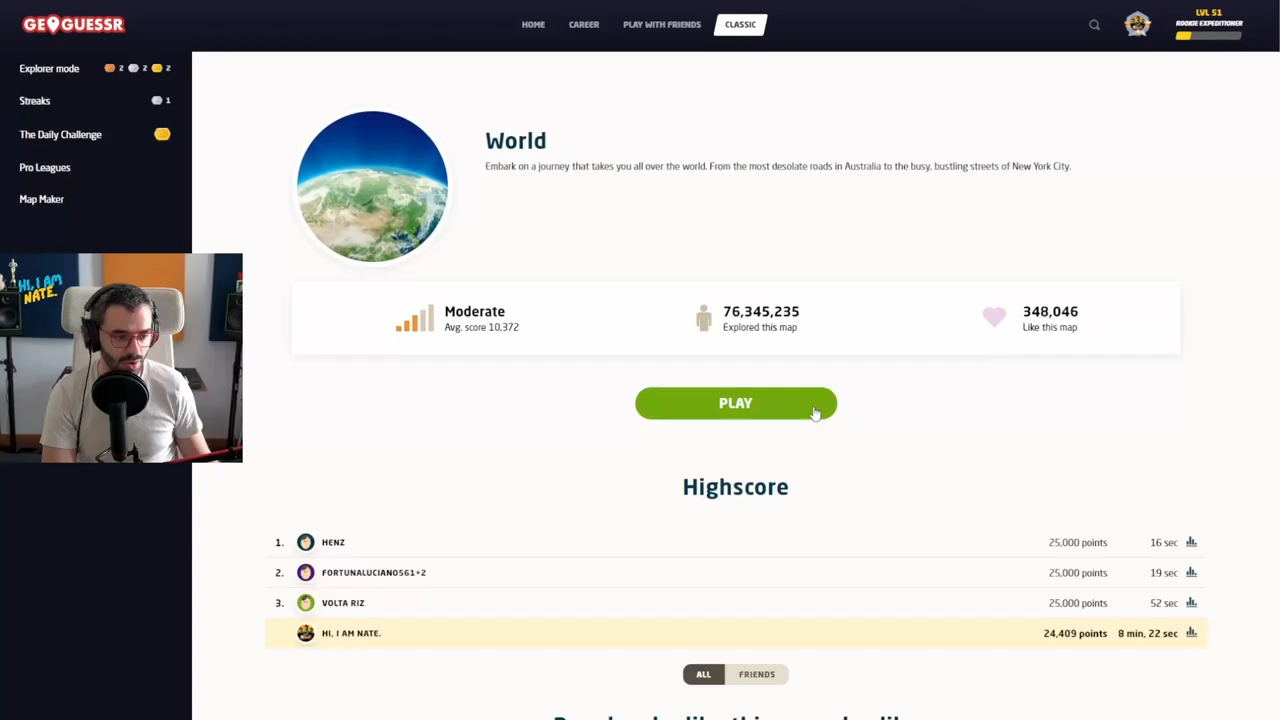 GEOGUESSR
HOME
CAREER
PLAY WITH FRIENDS
CLASSIC
LVL 51
ROOKIE EXPEDITIONER
Explorer mode 2 2 2
Streaks 1
The Daily Challenge
Pro Leagues
Map Maker
HI, I AM
NATE.
World
Embark on a journey that takes you all over the world. From the most desolate roads in Australia to the busy, bustling streets of New York City.
Moderate
Avg. score 10,372
76,345,235
Explored this map
348,046
Like this map
PLAY
Highscore
1. HENZ 25,000 points 16 sec
2. FORTUNALUCIANO561+2 25,000 points 19 sec
3. VOLTA RIZ 25,000 points 52 sec
HI, I AM NATE. 24,409 points 8 min, 22 sec
ALL FRIENDS